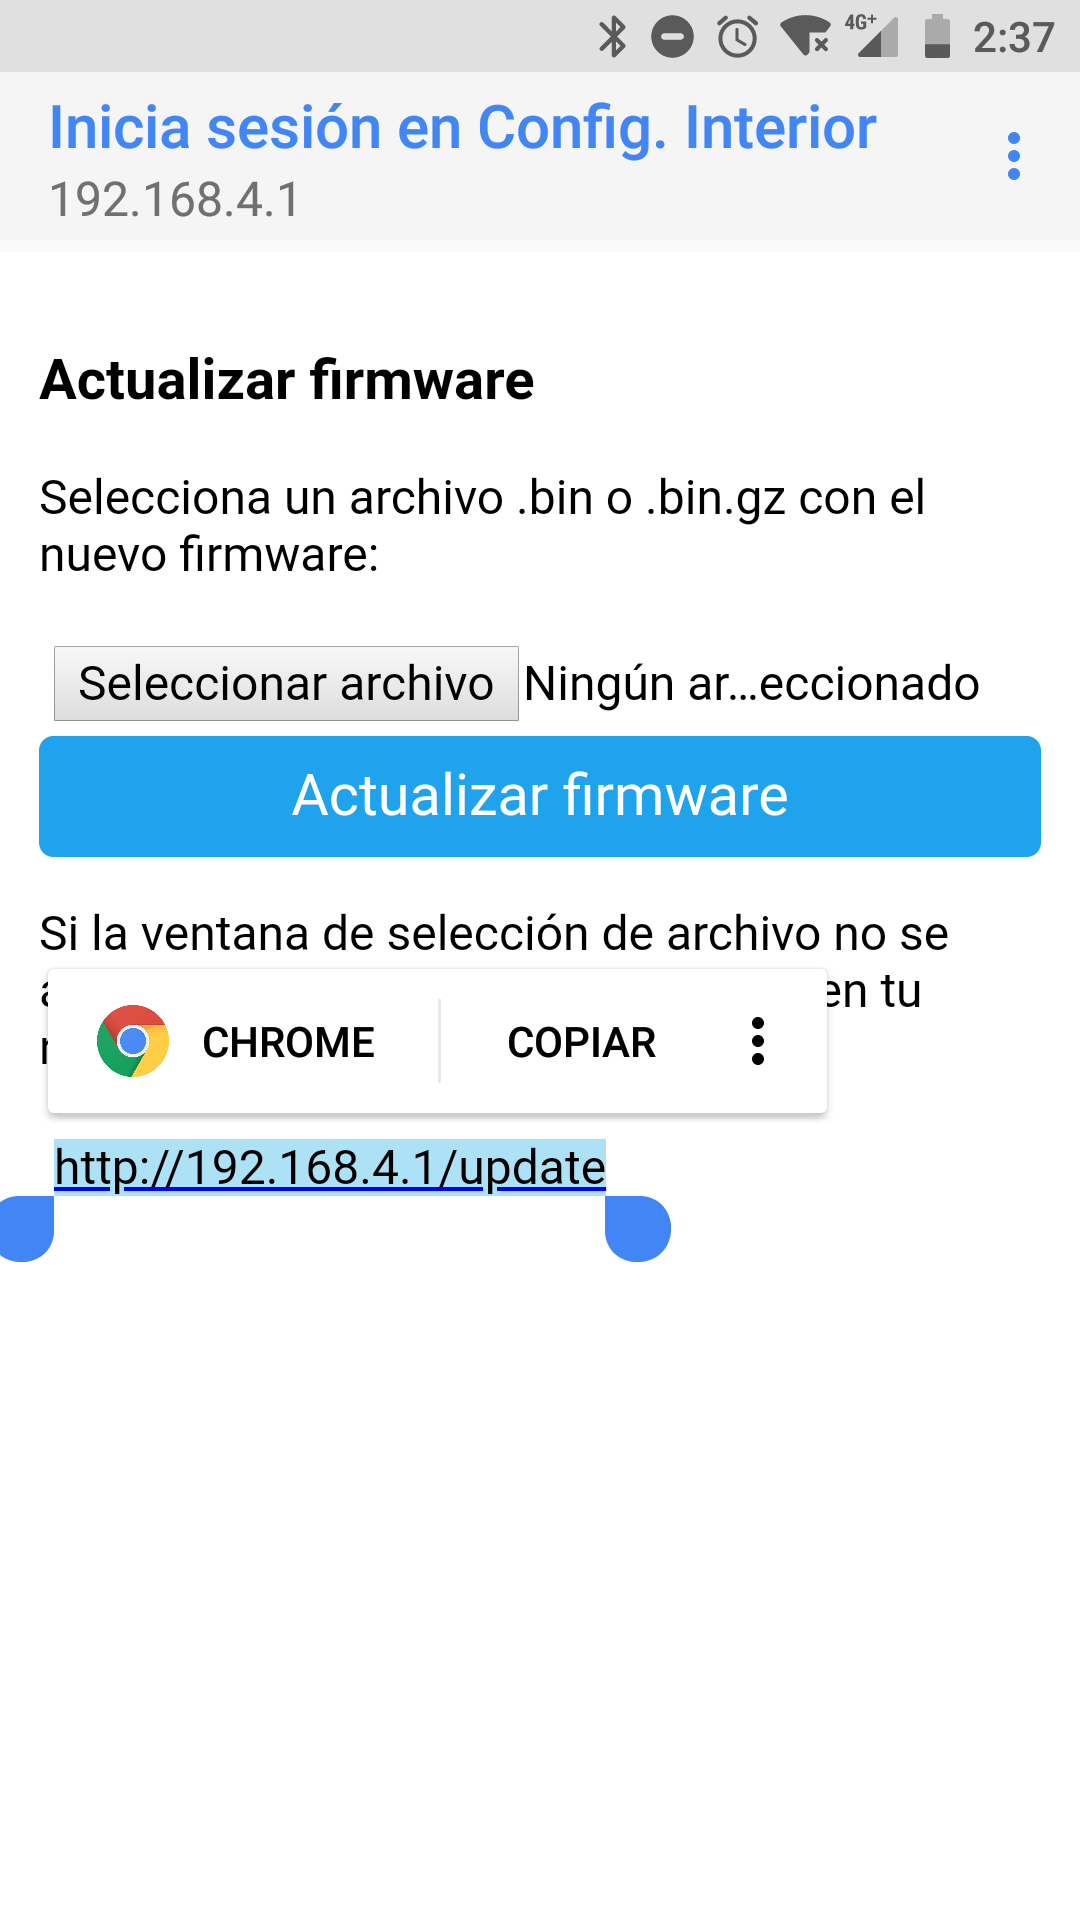 4G+ 2:37
Inicia sesión en Config. Interior
192.168.4.1
Actualizar firmware
Selecciona un archivo .bin o .bin.gz con el
nuevo firmware:
Seleccionar archivo Ningún ar…eccionado
Actualizar firmware
Si la ventana de selección de archivo no se
en tu
CHROME COPIAR
http://192.168.4.1/update